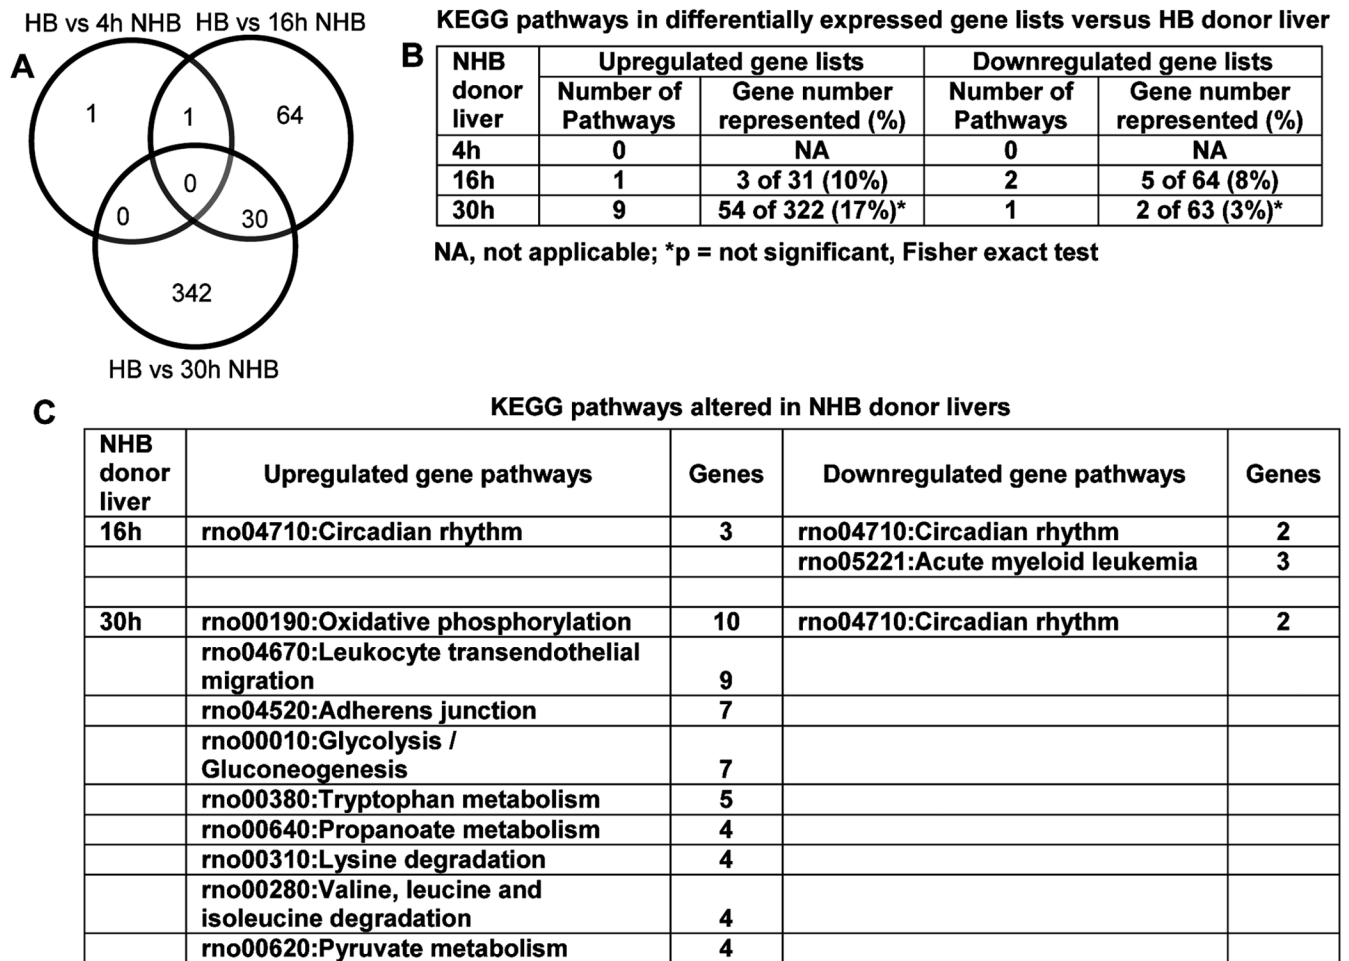 HB vs 4h NHB HB vs 16h NHB
A
1
1
64
0
0
30
342
HB vs 30h NHB
KEGG pathways in differentially expressed gene lists versus HB donor liver
B
NHB donor liver Upregulated gene lists Downregulated gene lists
Number of Pathways Gene number represented (%) Number of Pathways Gene number represented (%)
4h 0 NA 0 NA
16h 1 3 of 31 (10%) 2 5 of 64 (8%)
30h 9 54 of 322 (17%)* 1 2 of 63 (3%)*
NA, not applicable; *p = not significant, Fisher exact test
C
KEGG pathways altered in NHB donor livers
NHB donor liver Upregulated gene pathways Genes Downregulated gene pathways Genes
16h rno04710:Circadian rhythm 3 rno04710:Circadian rhythm 2
rno05221:Acute myeloid leukemia 3
30h rno00190:Oxidative phosphorylation 10 rno04710:Circadian rhythm 2
rno04670:Leukocyte transendothelial
migration 9
rno04520:Adherens junction 7
rno00010:Glycolysis /
Gluconeogenesis 7
rno00380:Tryptophan metabolism 5
rno00640:Propanoate metabolism 4
rno00310:Lysine degradation 4
rno00280:Valine, leucine and
isoleucine degradation 4
rno00620:Pyruvate metabolism 4